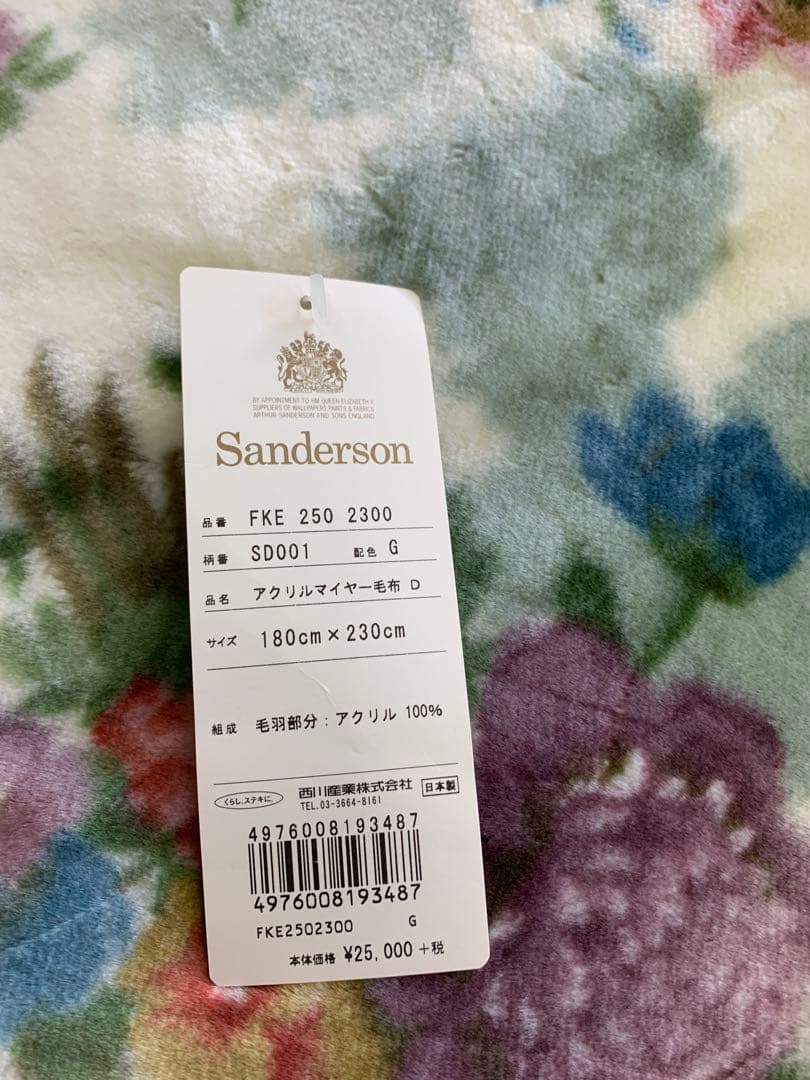 BY APPOINTMENT TO HM QUEEN ELIZABETH II
SUPPLIERS OF WALLPAPERS PAINTS & FABRICS
ARTHUR SANDERSON AND SONS ENGLAND
Sanderson
品番 FKE 250 2300
柄番 SD001 配色 G
品名 アクリルマイヤー毛布 D
サイズ 180cm×230cm
組成 毛羽部分:アクリル 100%
くらし、ステキに。 西川産業株式会社 日本製
TEL.03-3664-8161
4976008193487
4976008193487
FKE2502300 G
本体価格 ¥25,000 +税